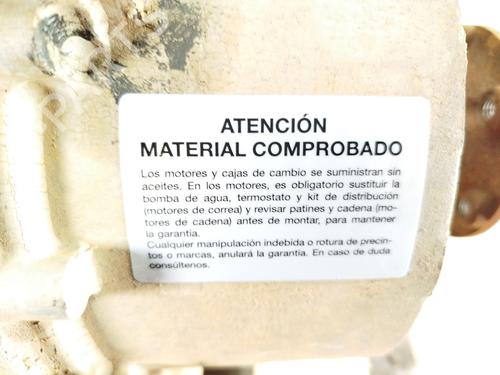 ATENCIÓN
MATERIAL COMPROBADO
Los motores y cajas de cambio se suministran sin
aceites. En los motores, es obligatorio sustituir la
bomba de agua, termostato y kit de distribución
(motores de correa) y revisar patines y cadena (mo-
tores de cadena) antes de montar, para mantener
la garantía.
Cualquier manipulación indebida o rotura de precin-
tos o marcas, anulará la garantía. En caso de duda
consúltenos.